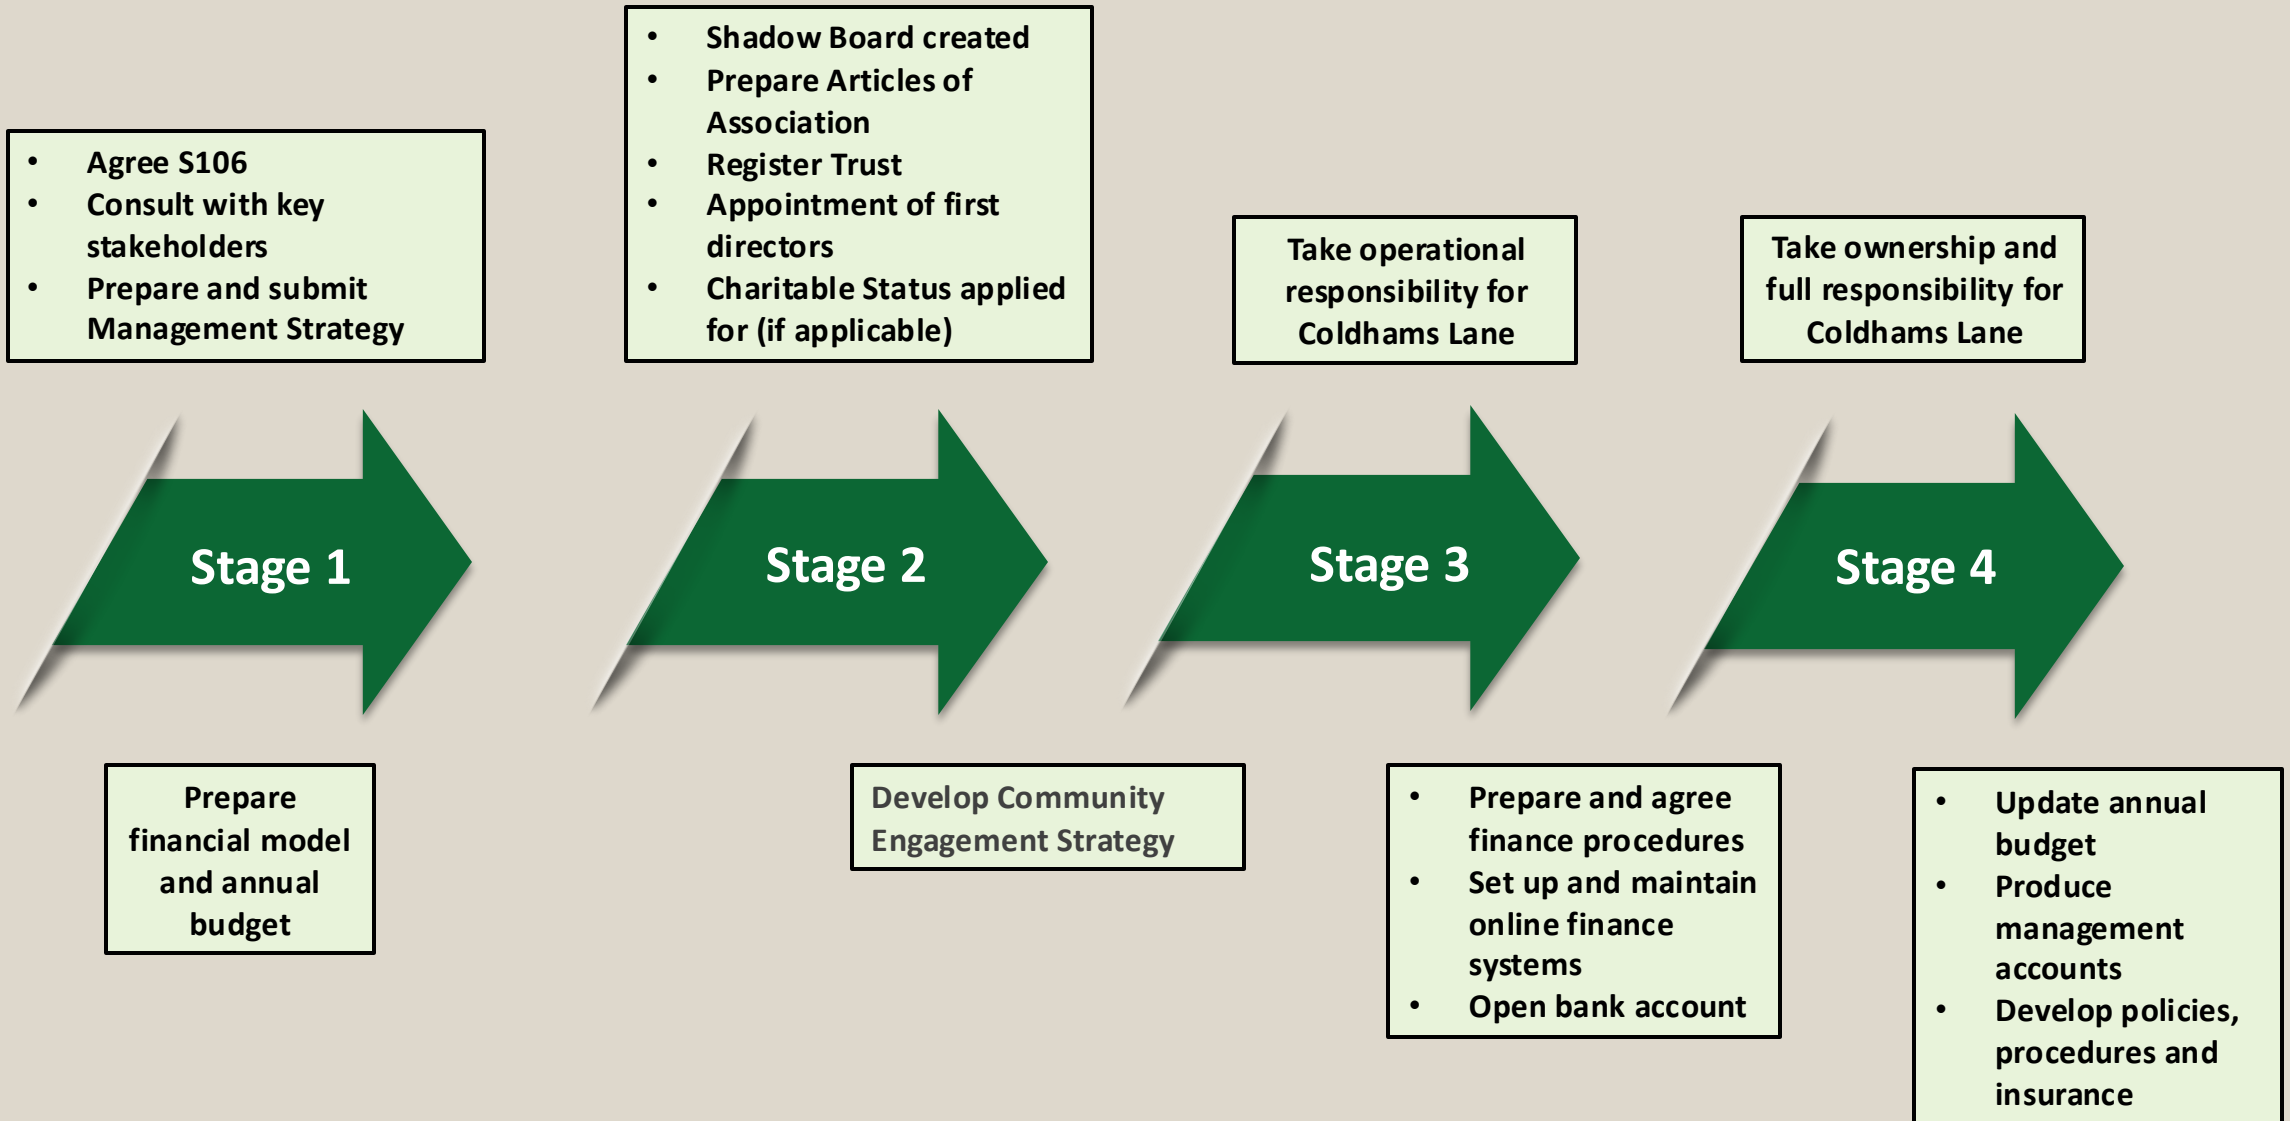 • Agree S106
• Consult with key
stakeholders
• Prepare and submit
Management Strategy
• Shadow Board created
• Prepare Articles of
Association
• Register Trust
• Appointment of first
directors
• Charitable Status applied
for (if applicable)
Take operational
responsibility for
Coldhams Lane
Take ownership and
full responsibility for
Coldhams Lane
Stage 1
Stage 2
Stage 3
Stage 4
Prepare
financial model
and annual
budget
Develop Community
Engagement Strategy
• Prepare and agree
finance procedures
• Set up and maintain
online finance
systems
• Open bank account
• Update annual
budget
• Produce
management
accounts
• Develop policies,
procedures and
insurance